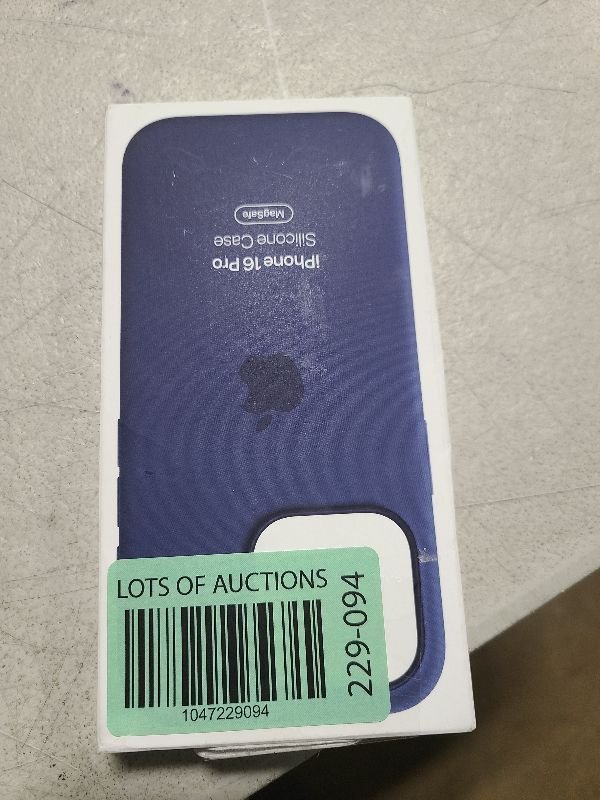 iPhone 16 Pro
Silicone Case
MagSafe
LOTS OF AUCTIONS
229-094
1047229094